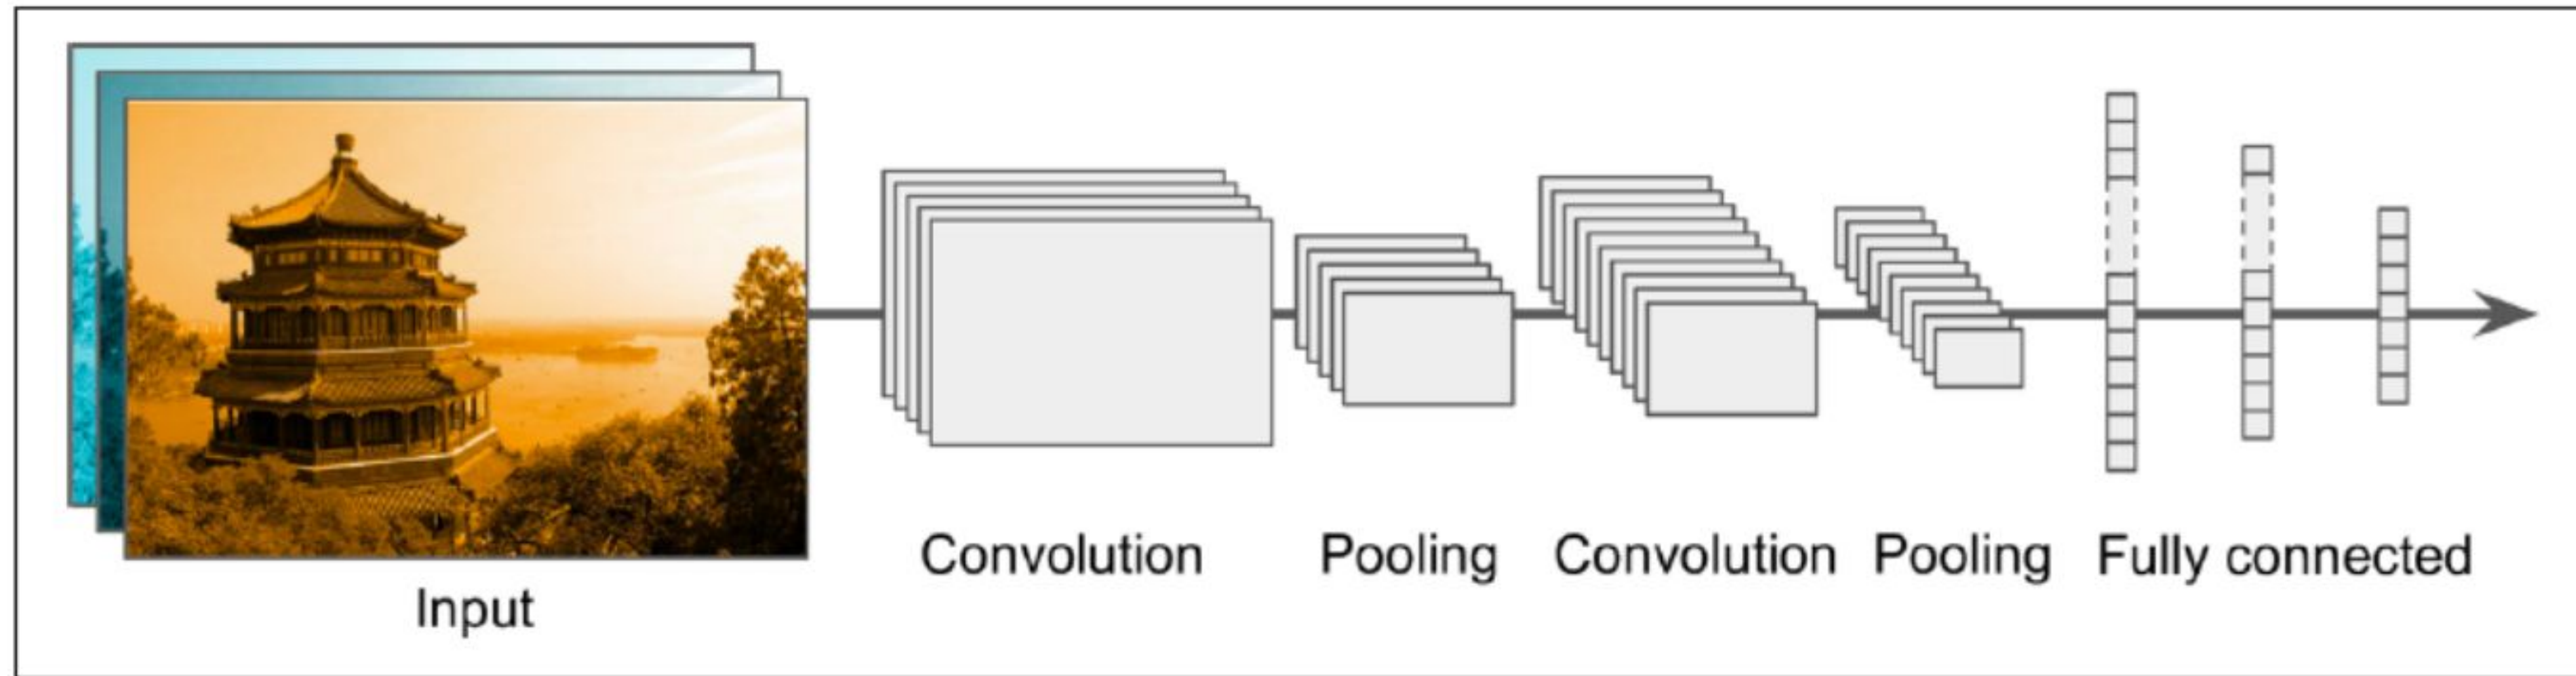 Input
Convolution
Pooling
Convolution
Pooling
Fully connected